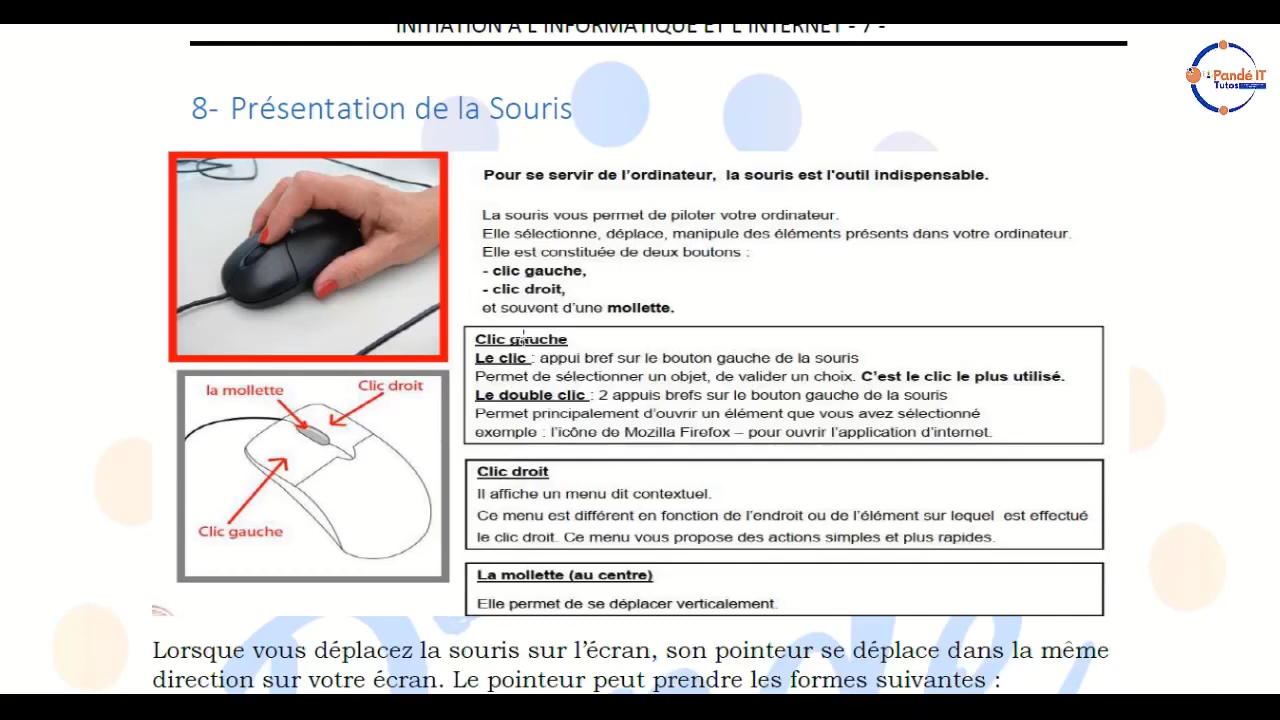 INITIATION A L'INFORMATIQUE ET L'INTERNET - 7 -
Pandé IT
Tutos
8- Présentation de la Souris
Pour se servir de l'ordinateur, la souris est l'outil indispensable.
La souris vous permet de piloter votre ordinateur.
Elle sélectionne, déplace, manipule des éléments présents dans votre ordinateur.
Elle est constituée de deux boutons :
- clic gauche,
- clic droit,
et souvent d'une mollette.
la mollette
Clic droit
Clic gauche
Clic gauche
Le clic : appui bref sur le bouton gauche de la souris
Permet de sélectionner un objet, de valider un choix. C'est le clic le plus utilisé.
Le double clic : 2 appuis brefs sur le bouton gauche de la souris
Permet principalement d'ouvrir un élément que vous avez sélectionné
exemple : l'icône de Mozilla Firefox – pour ouvrir l'application d'internet.
Clic droit
Il affiche un menu dit contextuel.
Ce menu est différent en fonction de l'endroit ou de l'élément sur lequel est effectué
le clic droit. Ce menu vous propose des actions simples et plus rapides.
La mollette (au centre)
Elle permet de se déplacer verticalement.
Lorsque vous déplacez la souris sur l'écran, son pointeur se déplace dans la même
direction sur votre écran. Le pointeur peut prendre les formes suivantes :